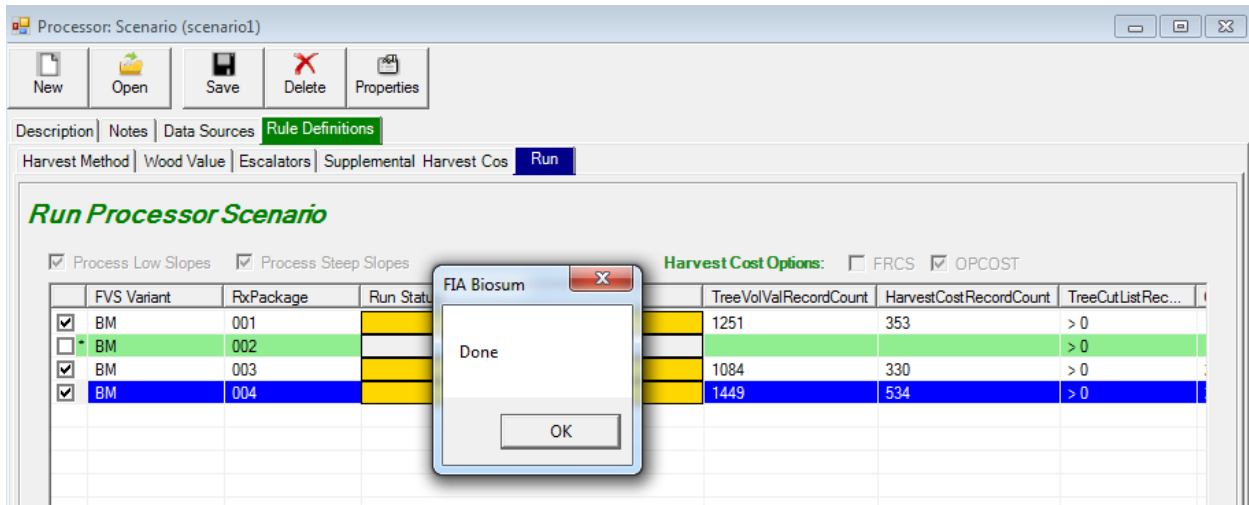 Processor: Scenario (scenario1)
New Open Save Delete Properties
Description Notes Data Sources Rule Definitions
Harvest Method Wood Value Escalators Supplemental Harvest Cos Run
Run Processor Scenario
Process Low Slopes Process Steep Slopes Harvest Cost Options: FRCS OPCOST
FIA Biosum
Done
OK
FVS Variant RxPackage Run Statu TreeVolValRecordCount HarvestCostRecordCount TreeCutListRec...
BM 001 1251 353 > 0
* BM 002 > 0
BM 003 1084 330 > 0
BM 004 1449 534 > 0